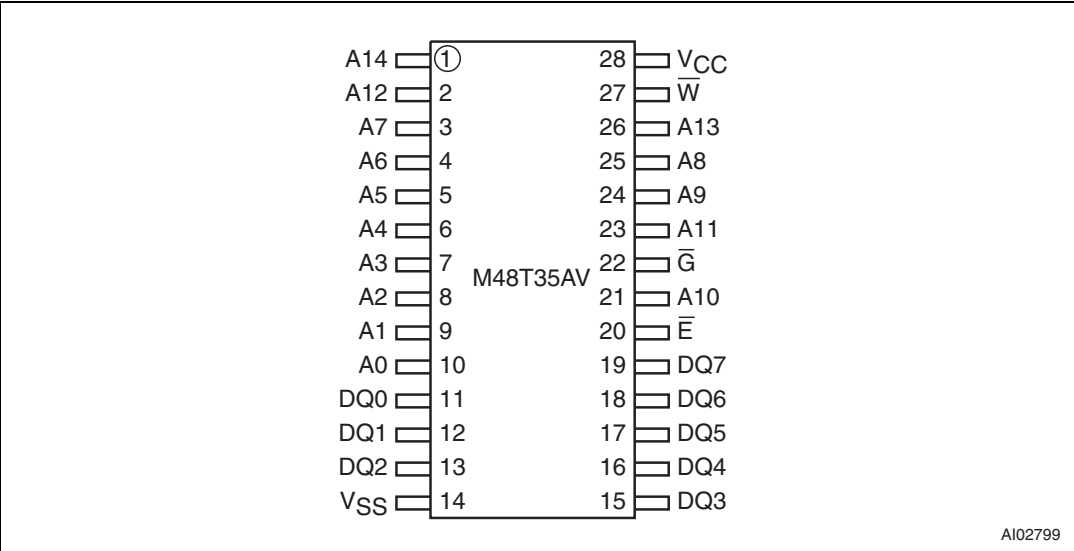 A14 1 28 VCC
A12 2 27 W̅
A7 3 26 A13
A6 4 25 A8
A5 5 24 A9
A4 6 23 A11
A3 7 22 G̅
M48T35AV
A2 8 21 A10
A1 9 20 E̅
A0 10 19 DQ7
DQ0 11 18 DQ6
DQ1 12 17 DQ5
DQ2 13 16 DQ4
VSS 14 15 DQ3
AI02799